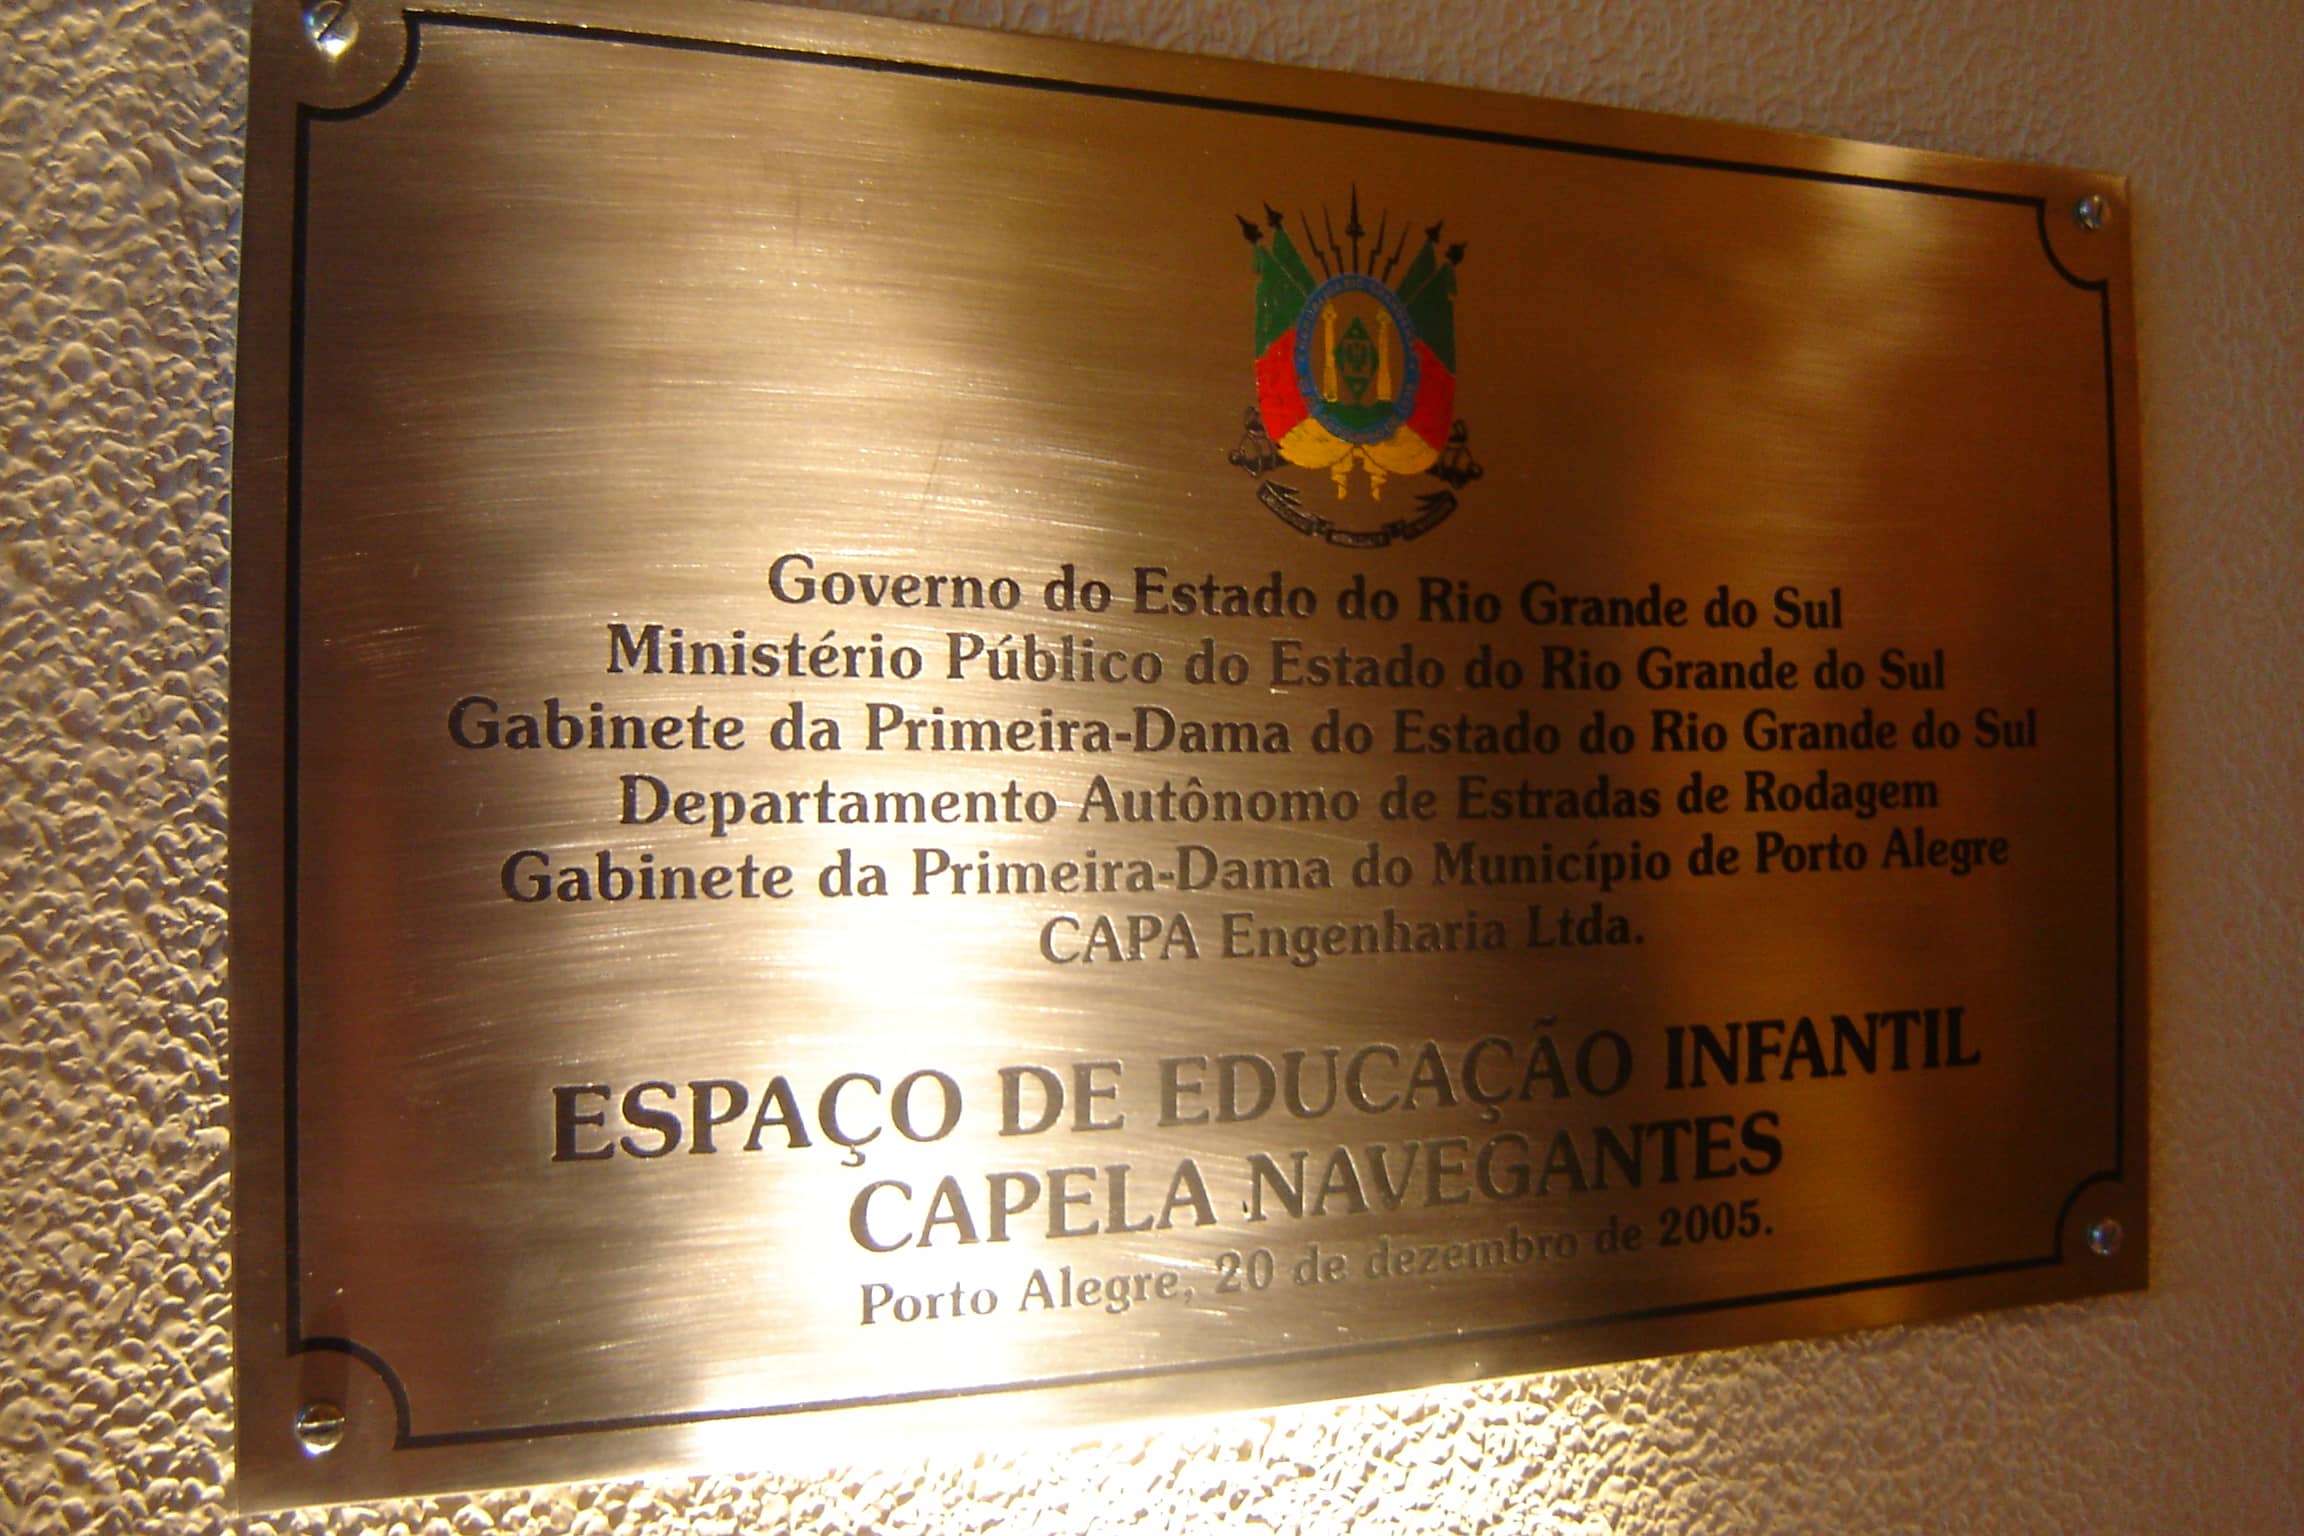 Governo do Estado do Rio Grande do Sul
Ministério Público do Estado do Rio Grande do Sul
Gabinete da Primeira-Dama do Estado do Rio Grande do Sul
Departamento Autônomo de Estradas de Rodagem
Gabinete da Primeira-Dama do Município de Porto Alegre
CAPA Engenharia Ltda.
ESPAÇO DE EDUCAÇÃO INFANTIL
CAPELA NAVEGANTES
Porto Alegre, 20 de dezembro de 2005.